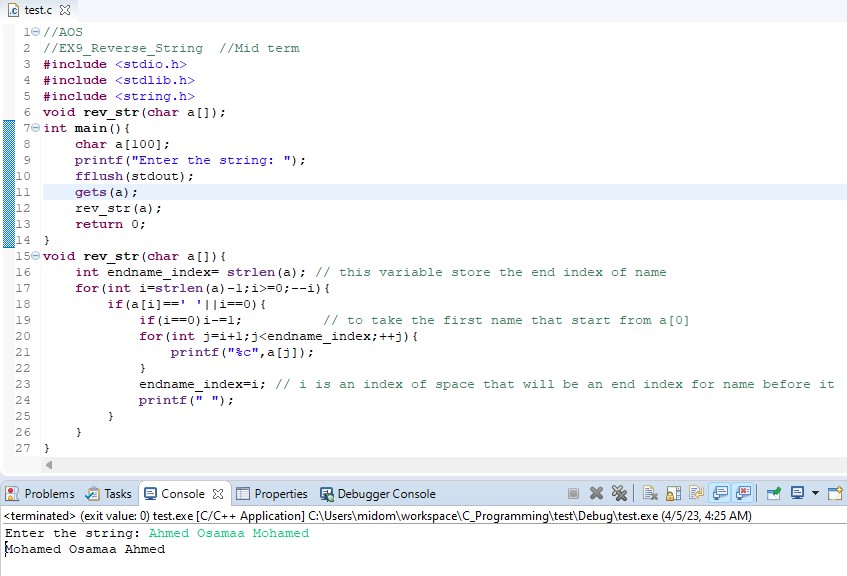 test.c
1 //AOS
2 //EX9_Reverse_String  //Mid term
3 #include <stdio.h>
4 #include <stdlib.h>
5 #include <string.h>
6 void rev_str(char a[]);
7 int main(){
8     char a[100];
9     printf("Enter the string: ");
10     fflush(stdout);
11     gets(a);
12     rev_str(a);
13     return 0;
14 }
15 void rev_str(char a[]){
16     int endname_index= strlen(a); // this variable store the end index of name
17     for(int i=strlen(a)-1;i>=0;--i){
18         if(a[i]==' '||i==0){
19             if(i==0)i-=1;          // to take the first name that start from a[0]
20             for(int j=i+1;j<endname_index;++j){
21                 printf("%c",a[j]);
22             }
23             endname_index=i; // i is an index of space that will be an end index for name before it
24             printf(" ");
25         }
26     }
27 }
Problems Tasks Console Properties Debugger Console
<terminated> (exit value: 0) test.exe [C/C++ Application] C:\Users\midom\workspace\C_Programming\test\Debug\test.exe (4/5/23, 4:25 AM)
Enter the string: Ahmed Osamaa Mohamed
Mohamed Osamaa Ahmed